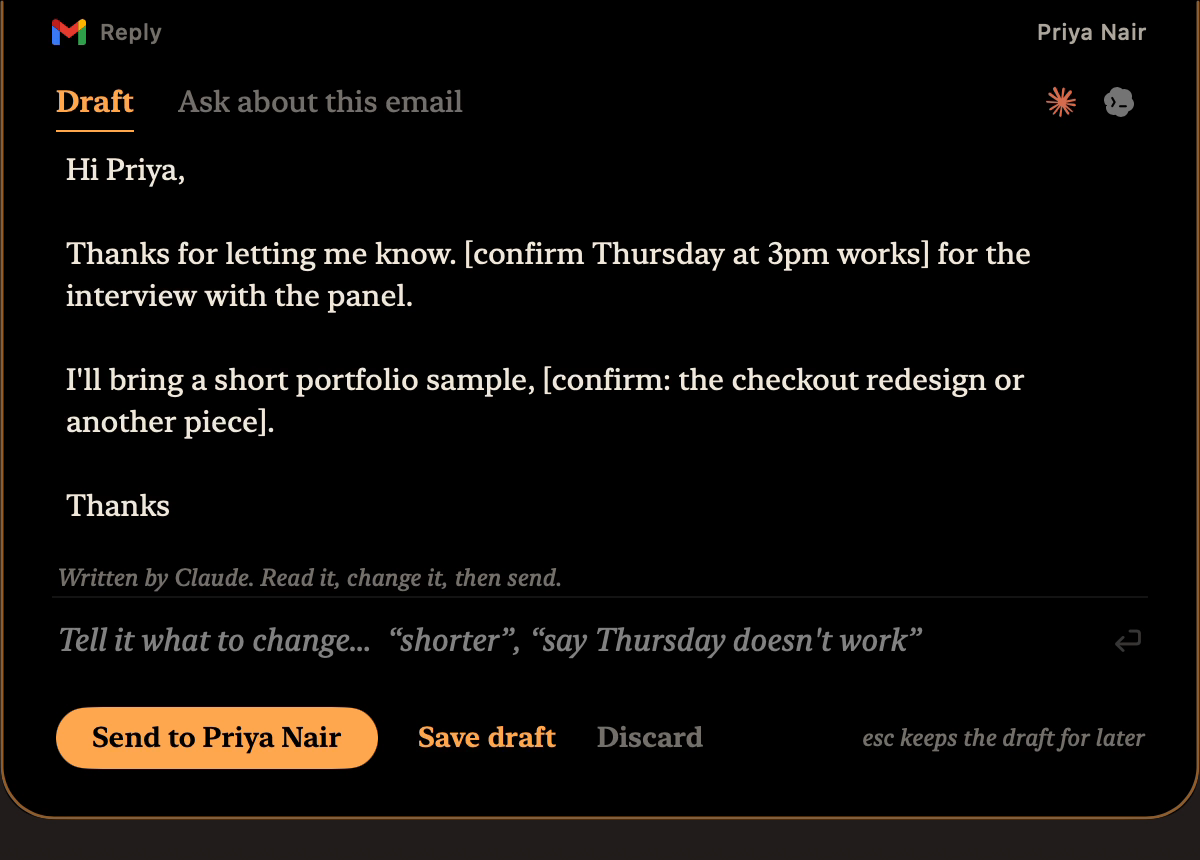 Reply
Priya Nair
Draft
Ask about this email
Hi Priya,
Thanks for letting me know. [confirm Thursday at 3pm works] for the
interview with the panel.
I'll bring a short portfolio sample, [confirm: the checkout redesign or
another piece].
Thanks
Written by Claude. Read it, change it, then send.
Tell it what to change... “shorter”, “say Thursday doesn't work”
Send to Priya Nair
Save draft
Discard
esc keeps the draft for later